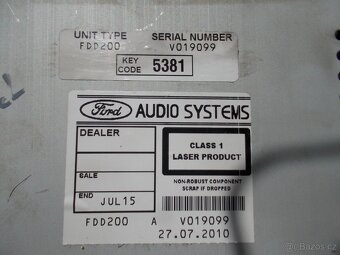 UNIT TYPE SERIAL NUMBER
FDD200 V019099
KEY CODE 5381
Ford AUDIO SYSTEMS
DEALER
CLASS 1
LASER PRODUCT
SALE
NON-ROBUST COMPONENT
SCRAP IF DROPPED
END JUL15
FDD200 A V019099
27.07.2010
bazos.cz